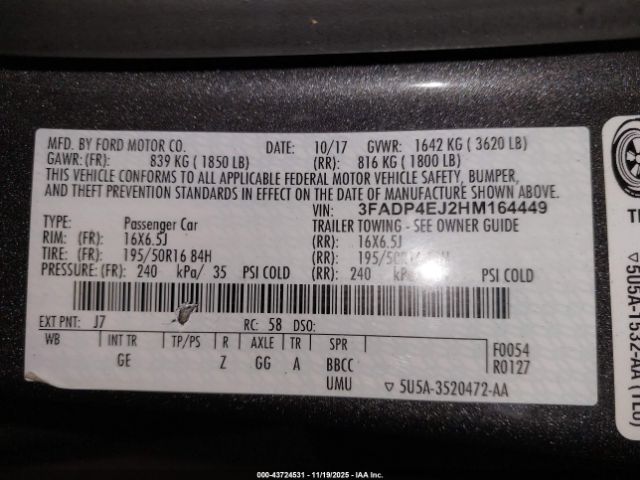 MFD. BY FORD MOTOR CO. DATE: 10/17 GVWR: 1642 KG ( 3620 LB)
GAWR: (FR): 839 KG ( 1850 LB) (RR): 816 KG ( 1800 LB)
THIS VEHICLE CONFORMS TO ALL APPLICABLE FEDERAL MOTOR VEHICLE SAFETY, BUMPER,
AND THEFT PREVENTION STANDARDS IN EFFECT ON THE DATE OF MANUFACTURE SHOWN ABOVE.
VIN: 3FADP4EJ2HM164449
TYPE: Passenger Car TRAILER TOWING - SEE OWNER GUIDE
RIM: (FR): 16X6.5J (RR): 16X6.5J
TIRE: (FR): 195/50R16 84H (RR): 195/50R
PRESSURE: (FR): 240 kPa/ 35 PSI COLD (RR): 240 PSI COLD
EXT PNT: J7 RC: 58 DSO:
WB INT TR TP/PS R AXLE TR SPR
GE Z GG A BBCC
UMU
F0054
R0127
▽ 5U5A-3520472-AA
▽5U5A-1532-AA (TLU)
000-43724531 - 11/19/2025 - IAA Inc.